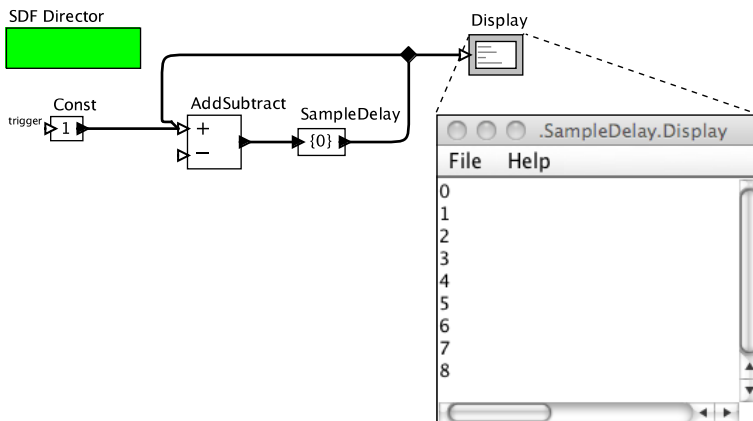 SDF Director
Display
Const
trigger
1
AddSubtract
+
−
SampleDelay
{0}
.SampleDelay.Display
File Help
0
1
2
3
4
5
6
7
8